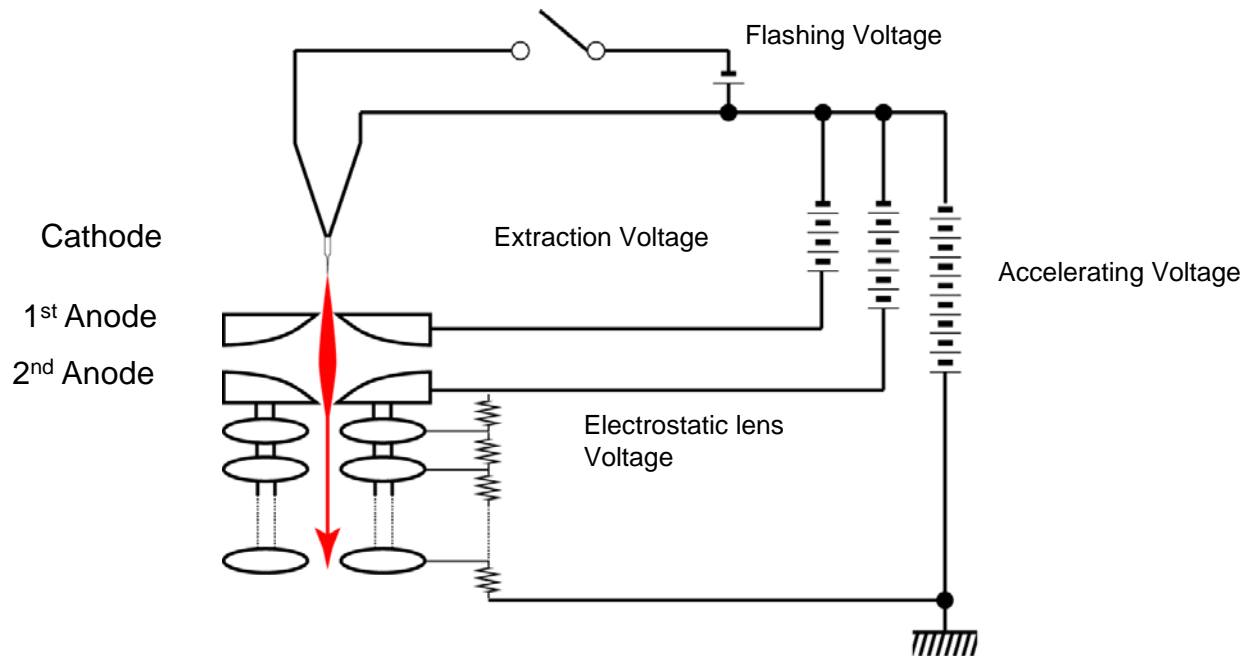 Flashing Voltage
Cathode
Extraction Voltage
Accelerating Voltage
1st Anode
2nd Anode
Electrostatic lens
Voltage